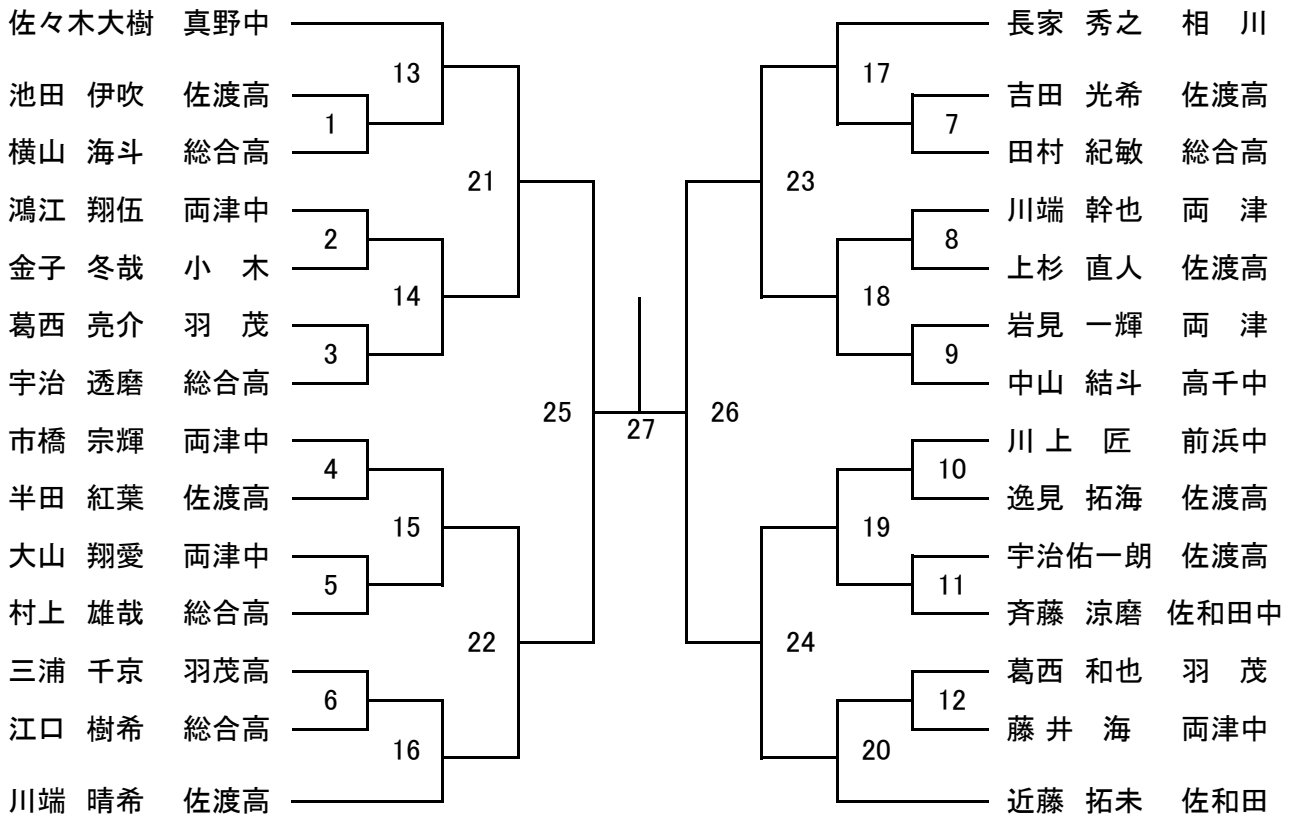 佐々木大樹 真野中
池田 伊吹 佐渡高
横山 海斗 総合高
鴻江 翔伍 両津中
金子 冬哉 小 木
葛西 亮介 羽 茂
宇治 透磨 総合高
市橋 宗輝 両津中
半田 紅葉 佐渡高
大山 翔愛 両津中
村上 雄哉 総合高
三浦 千京 羽茂高
江口 樹希 総合高
川端 晴希 佐渡高
1
2
3
4
5
6
13
14
15
16
21
22
25
27
26
23
24
17
18
19
20
7
8
9
10
11
12
長家 秀之 相 川
吉田 光希 佐渡高
田村 紀敏 総合高
川端 幹也 両 津
上杉 直人 佐渡高
岩見 一輝 両 津
中山 結斗 高千中
川上 匠 前浜中
逸見 拓海 佐渡高
宇治佑一朗 佐渡高
斉藤 涼磨 佐和田中
葛西 和也 羽 茂
藤井 海 両津中
近藤 拓未 佐和田